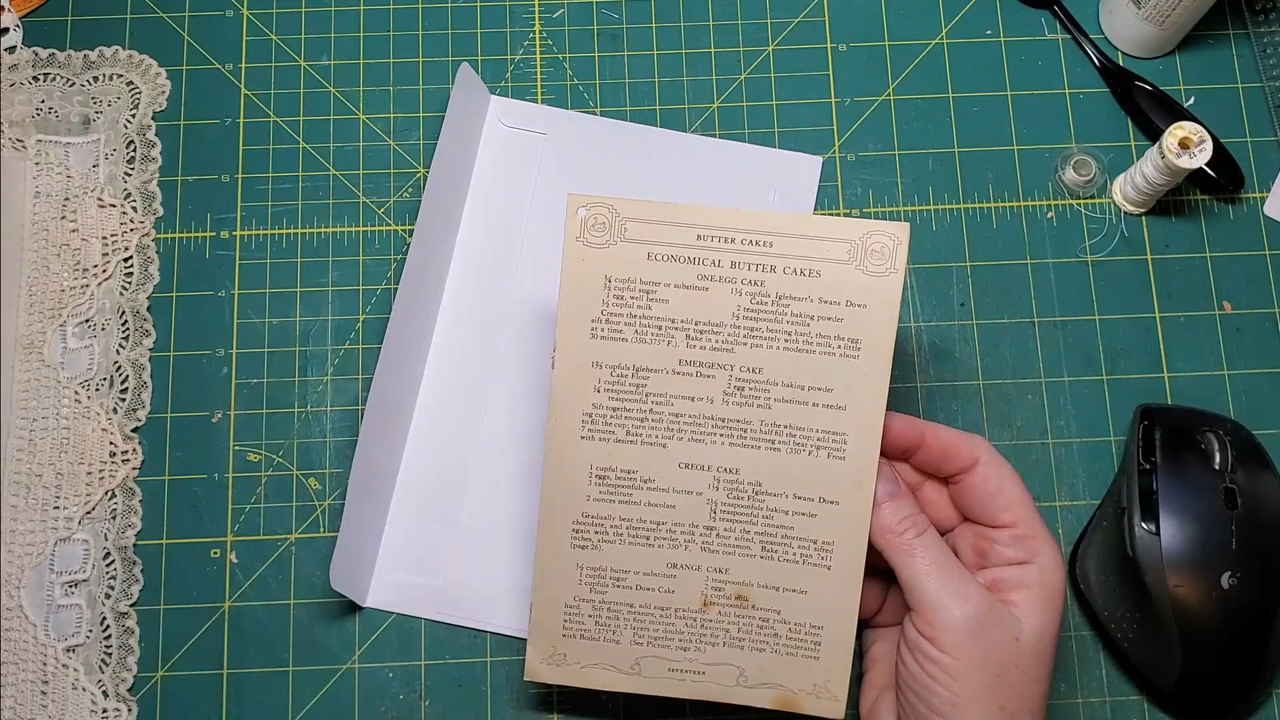 BUTTER CAKES
ECONOMICAL BUTTER CAKES
ONE-EGG CAKE
¼ cupful butter or substitute
⅔ cupful sugar
1 egg, well beaten
½ cupful milk
1½ cupfuls Igleheart's Swans Down
Cake Flour
2 teaspoonfuls baking powder
½ teaspoonful vanilla
Cream the shortening; add gradually the sugar, beating hard, then the egg;
sift flour and baking powder together; add alternately with the milk, a little
at a time. Add vanilla. Bake in a shallow pan in a moderate oven about
30 minutes (350-375° F.). Ice as desired.
EMERGENCY CAKE
cupfuls Igleheart's Swans Down
Cake Flour
1 cupful sugar
¼ teaspoonful grated nutmeg or ½
teaspoonful vanilla
2 teaspoonfuls baking powder
2 egg whites
Soft butter or substitute as needed
½ cupful milk
Sift together the flour, sugar and baking powder. To the whites in a measur-
ing cup add enough soft (not melted) shortening to half fill the cup; add milk
to fill the cup; turn into the dry mixture with the nutmeg and beat vigorously
7 minutes. Bake in a loaf or sheet, in a moderate oven (350° F.). Frost
with any desired frosting.
CREOLE CAKE
1 cupful sugar
2 eggs, beaten light
3 tablespoonfuls melted butter or
substitute
2 ounces melted chocolate
½ cupful milk
cupfuls Igleheart's Swans Down
Cake Flour
2½ teaspoonfuls baking powder
¼ teaspoonful salt
½ teaspoonful cinnamon
Gradually beat the sugar into the eggs; add the melted shortening and
chocolate, and alternately the milk and flour sifted, measured, and sifted
again with the baking powder, salt, and cinnamon. Bake in a pan 7x11
inches, about 25 minutes at 350° F. When cool cover with Creole Frosting
(page 26).
ORANGE CAKE
½ cupful butter or substitute
1 cupful sugar
2 cupfuls Swans Down Cake
Flour
3 teaspoonfuls baking powder
2 eggs
cupful milk
teaspoonful flavoring
Cream shortening, add sugar gradually. Add beaten egg yolks and beat
hard. Sift flour, measure, add baking powder and sift again. Add alter-
nately with milk to first mixture. Add flavoring. Fold in stiffly beaten egg
whites. Bake in 2 layers or double recipe for 3 large layers, in moderately
hot oven (375° F.). Put together with Orange Filling (page 24), and cover
with Boiled Icing. (See Picture, page 26.)
SEVENTEEN